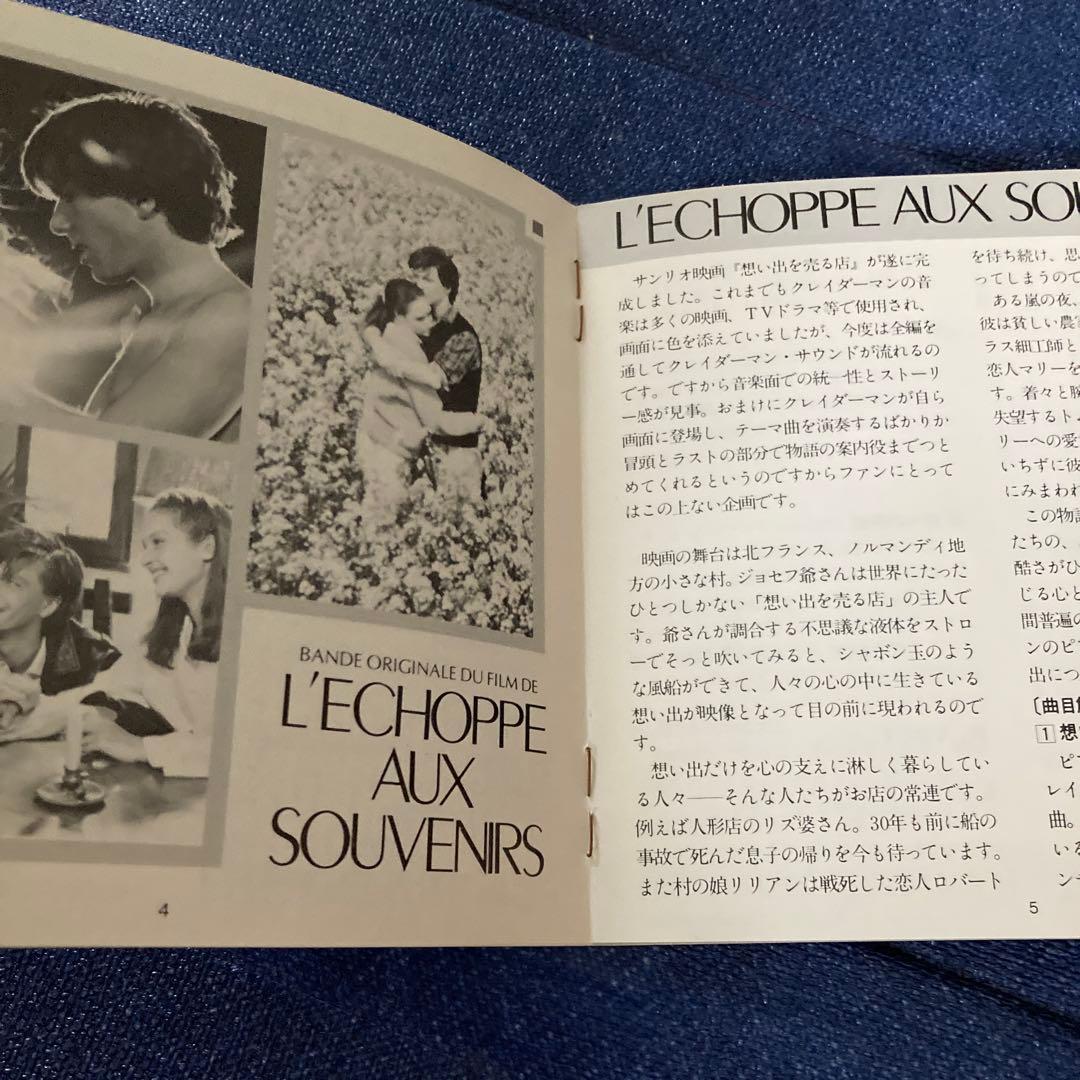 BANDE ORIGINALE DU FILM DE
L'ECHOPPE
AUX
SOUVENIRS
4
L'ECHOPPE AUX SOU
サンリオ映画『想い出を売る店』が遂に完
成しました。これまでもクレイダーマンの音
楽は多くの映画、TVドラマ等で使用され、
画面に色を添えていましたが、今度は全編を
通してクレイダーマン・サウンドが流れるの
です。ですから音楽面での統一性とストーリ
ー感が見事。おまけにクレイダーマンが自ら
画面に登場し、テーマ曲を演奏するばかりか
冒頭とラストの部分で物語の案内役までつと
めてくれるというのですからファンにとって
はこの上ない企画です。
映画の舞台は北フランス、ノルマンディ地
方の小さな村。ジョセフ爺さんは世界にたった
ひとつしかない「想い出を売る店」の主人で
す。爺さんが調合する不思議な液体をストロ
ーでそっと吹いてみると、シャボン玉のよう
な風船ができて、人々の心の中に生きている
想い出が映像となって目の前に現われるので
す。
想い出だけを心の支えに淋しく暮らしてい
る人々——そんな人たちがお店の常連です。
例えば人形店のリズ婆さん。30年も前に船の
事故で死んだ息子の帰りを今も待っています。
また村の娘リリアンは戦死した恋人ロバート
を待ち続け、思
ってしまうので
ある嵐の夜、
彼は貧しい農
ラス細工師と
恋人マリーを
す。着々と腕
失望するト
リーへの愛
いちずに彼
にみまわれ
この物語
たちの、
酷さがひ
じる心と
間普遍の
ンのピ
出につ
〔曲目
1 想
ピ
レイ
曲。
いる
ン
5